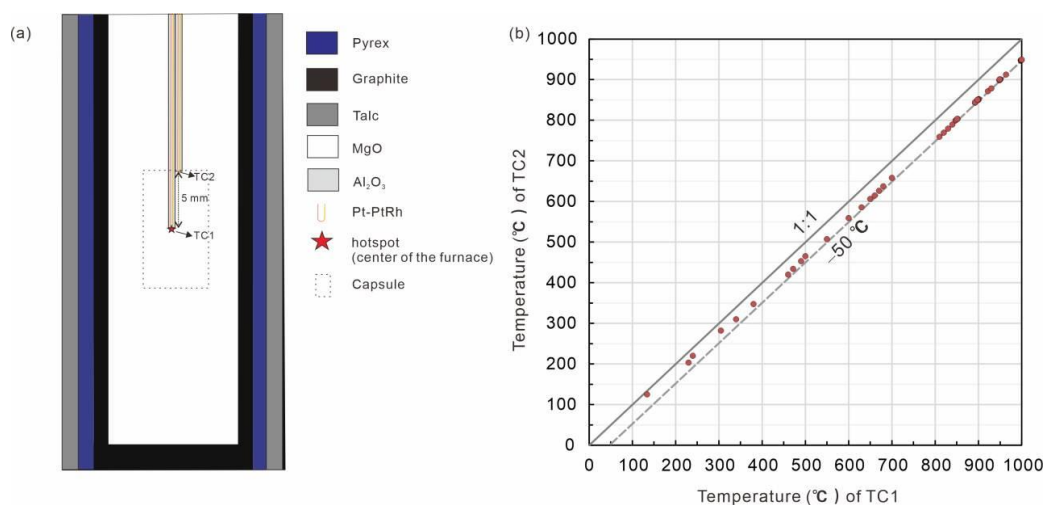 (a)
TC2
5 mm
TC1
Pyrex
Graphite
Talc
MgO
Al₂O₃
Pt-PtRh
hotspot
(center of the furnace)
Capsule
(b)
Temperature (℃) of TC2
1000
900
800
700
600
500
400
300
200
100
0
1:1
−50 ℃
0 100 200 300 400 500 600 700 800 900 1000
Temperature (℃) of TC1